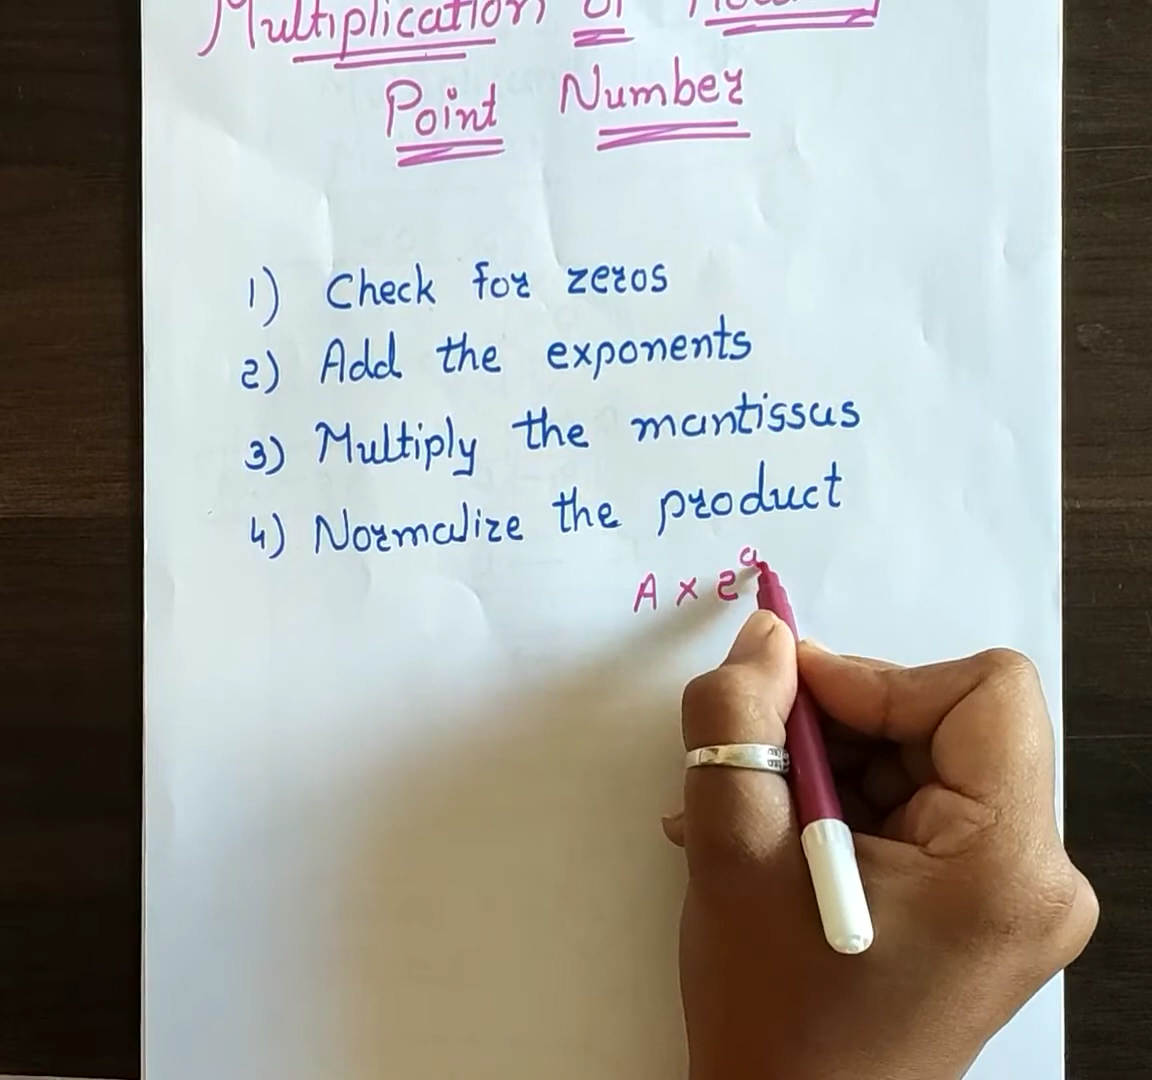 Multiplication of
Point Number
1) Check for zeros
2) Add the exponents
3) Multiply the mantissas
4) Normalize the product
A × 2^a